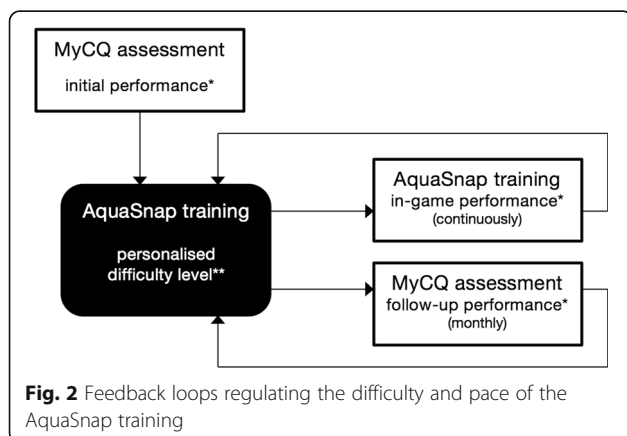 MyCQ assessment
initial performance*
AquaSnap training
personalised
difficulty level**
AquaSnap training
in-game performance*
(continuously)
MyCQ assessment
follow-up performance*
(monthly)
Fig. 2 Feedback loops regulating the difficulty and pace of the
AquaSnap training